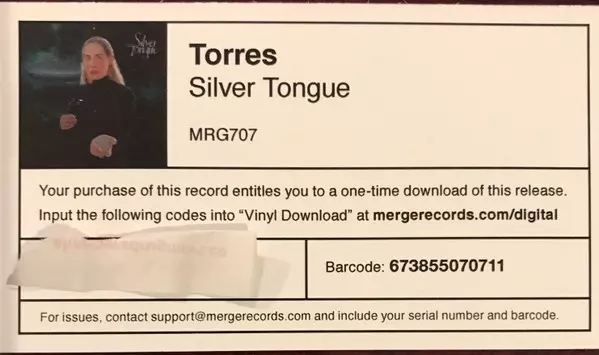 Silver
Tongue
Torres
Silver Tongue
MRG707
Your purchase of this record entitles you to a one-time download of this release.
Input the following codes into “Vinyl Download” at mergerecords.com/digital
Barcode: 673855070711
For issues, contact support@mergerecords.com and include your serial number and barcode.